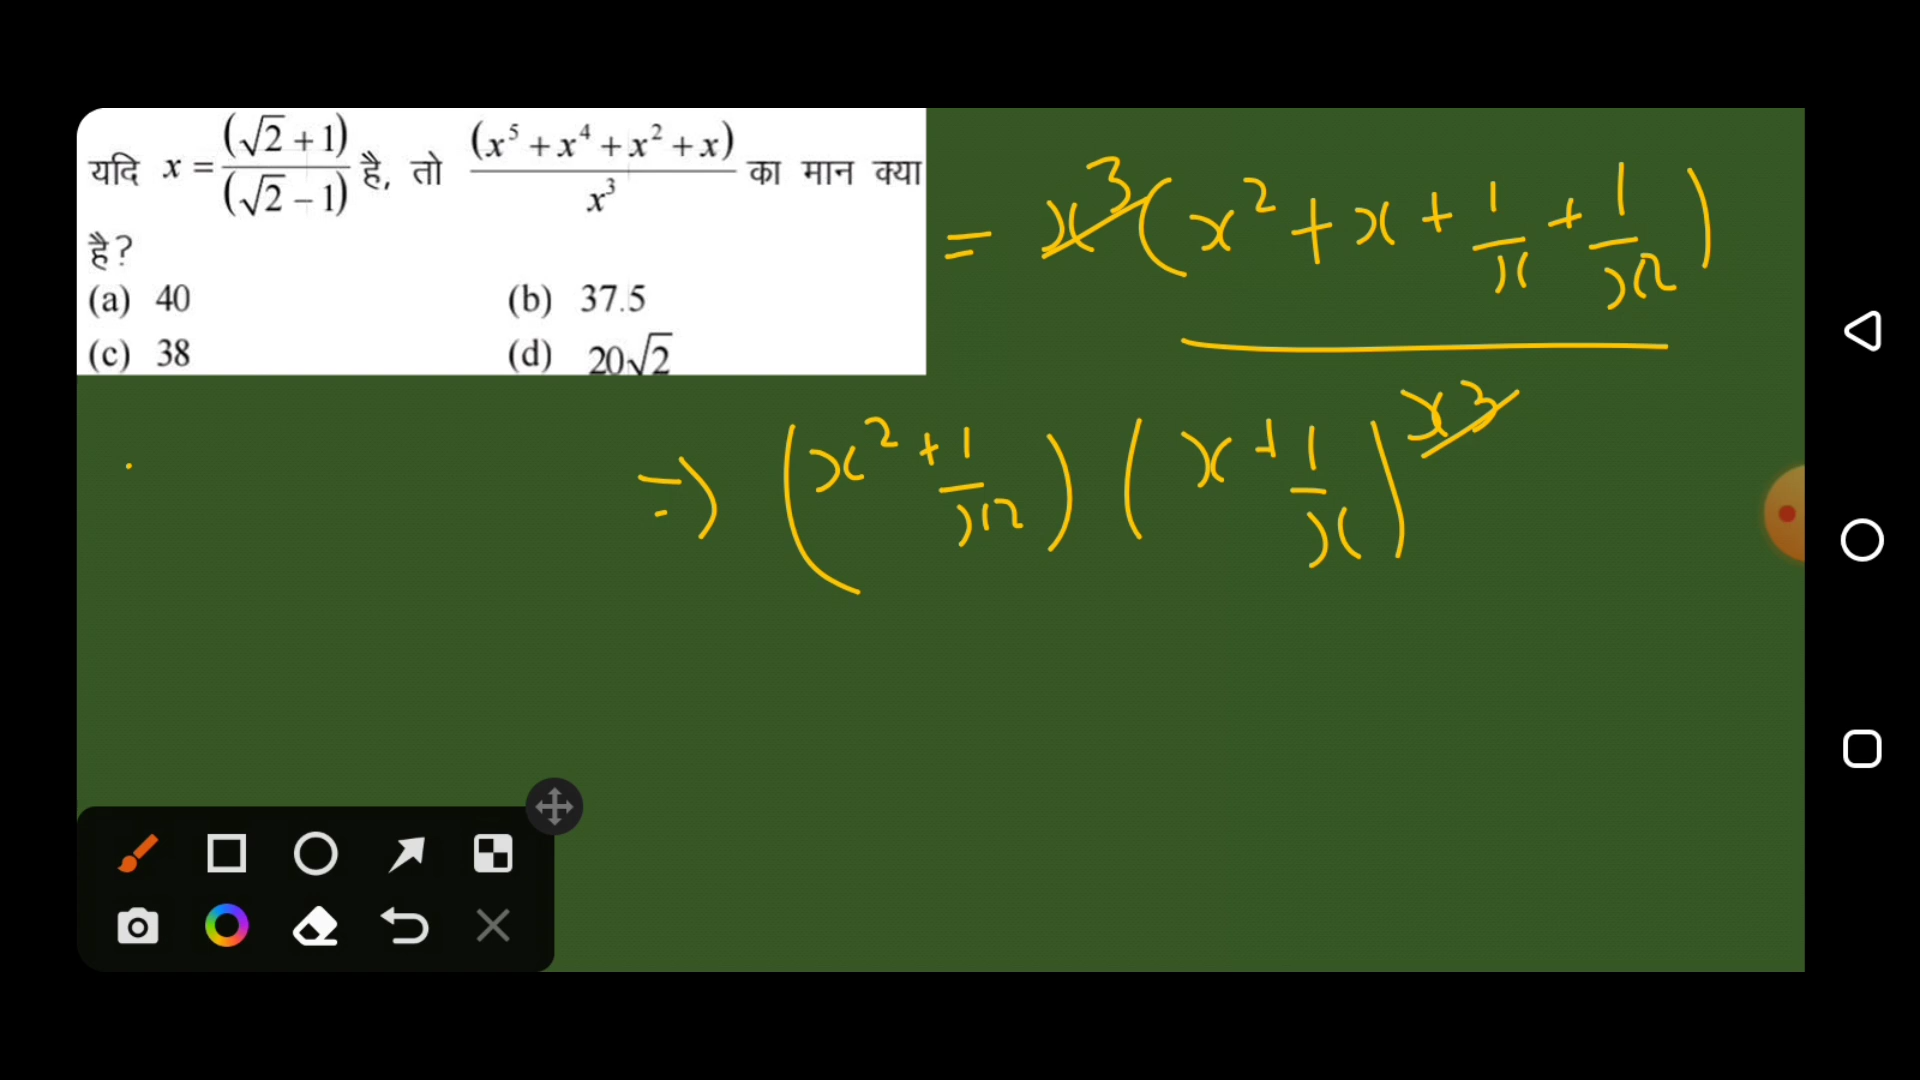 यदि x = (√2 + 1) / (√2 − 1) है, तो (x⁵ + x⁴ + x² + x) / x³ का मान क्या
है?
(a) 40 (b) 37.5
(c) 38 (d) 20√2
= x³(x² + x + 1/x + 1/x²) / x³
⇒ (x² + 1/x²) (x + 1/x)